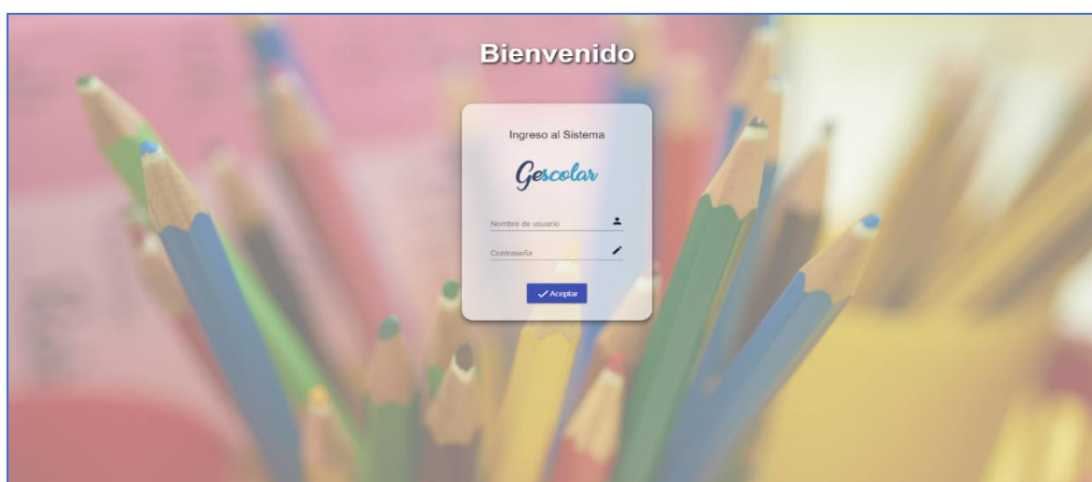 Bienvenido
Ingreso al Sistema
Gescolar
Nombre de usuario
Contraseña
Aceptar